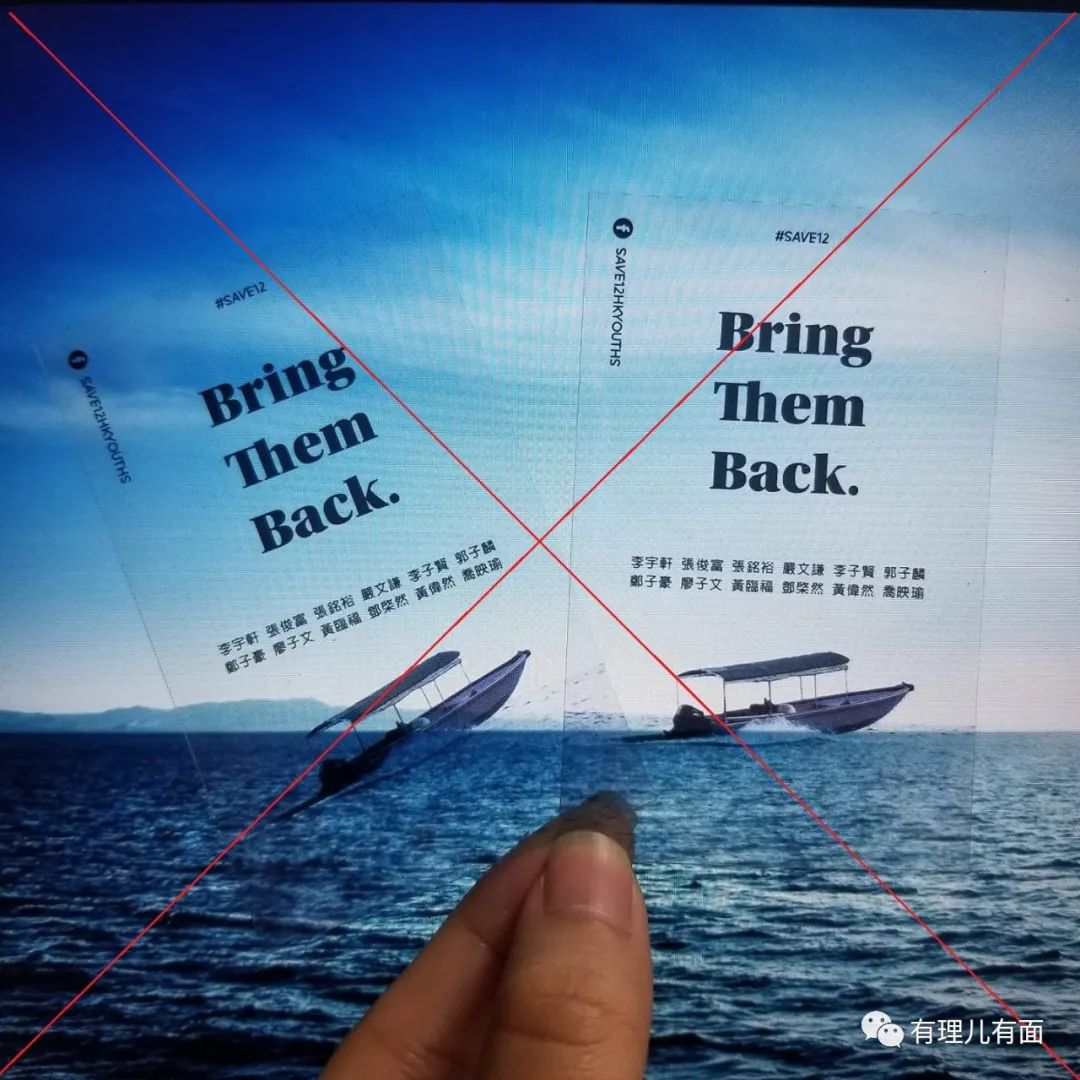 #SAVE12
SAVE12HKYOUTHS
Bring
Them
Back.
李宇軒 張俊富 張銘裕 嚴文謙 李子賢 郭子麟
鄭子豪 廖子文 黃臨福 鄧棨然 黃偉然 喬映瑜
#SAVE12
SAVE12HKYOUTHS
Bring
Them
Back.
李宇軒 張俊富 張銘裕 嚴文謙 李子賢 郭子麟
鄭子豪 廖子文 黃臨福 鄧棨然 黃偉然 喬映瑜
有理儿有面